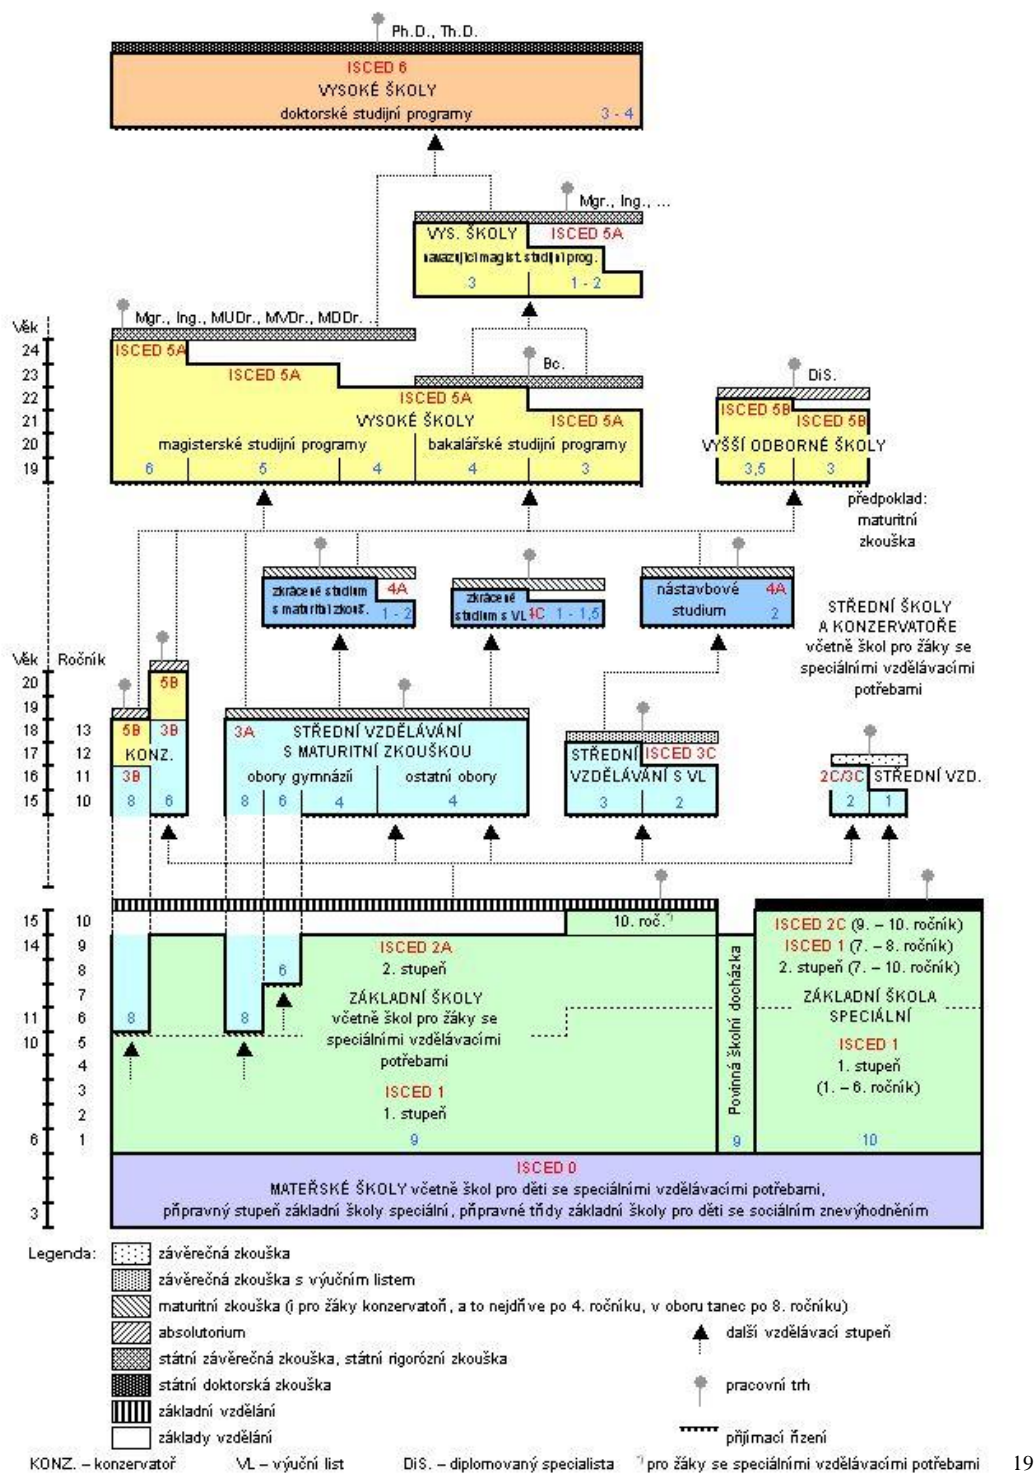 Ph.D., Th.D.
ISCED 6
VYSOKÉ ŠKOLY
doktorské studijní programy 3 - 4
Mgr., Ing., ...
VYS. ŠKOLY ISCED 5A
navazující magist. studijní prog.
3 1 - 2
Mgr., Ing., MUDr., MVDr., MDDr. ..
Věk
24 ISCED 5A
23 ISCED 5A Bc. DiS.
22 ISCED 5A ISCED 5B
21 VYSOKÉ ŠKOLY ISCED 5A ISCED 5B
20 magisterské studijní programy bakalářské studijní programy VYŠŠÍ ODBORNÉ ŠKOLY
19 6 5 4 4 3 3,5 3
předpoklad:
maturitní
zkouška
zkrácené studium 4A
s maturitní zkouš. 1 - 2
zkrácené
studium s VL 4C 1 - 1,5
nástavbové 4A
studium 2
STŘEDNÍ ŠKOLY
A KONZERVATOŘE
včetně škol pro žáky se
speciálními vzdělávacími
potřebami
Věk Ročník
20 5B
19
18 13 5B 3B 3A STŘEDNÍ VZDĚLÁVÁNÍ
17 12 KONZ. S MATURITNÍ ZKOUŠKOU STŘEDNÍ ISCED 3C
16 11 3B obory gymnázií ostatní obory VZDĚLÁVÁNÍ S VL 2C/3C STŘEDNÍ VZD.
15 10 8 6 8 6 4 4 3 2 2 1
15 10 10. roč. *) ISCED 2C (9. – 10. ročník)
14 9 ISCED 2A ISCED 1 (7. – 8. ročník)
8 6 2. stupeň 2. stupeň (7. – 10. ročník)
7 ZÁKLADNÍ ŠKOLY ZÁKLADNÍ ŠKOLA
11 6 8 8 včetně škol pro žáky se SPECIÁLNÍ
10 5 speciálními vzdělávacími ISCED 1
4 potřebami 1. stupeň
3 ISCED 1 (1. – 6. ročník)
2 1. stupeň
Povinná školní docházka
6 1 9 9 10
ISCED 0
MATEŘSKÉ ŠKOLY včetně škol pro děti se speciálními vzdělávacími potřebami,
3 přípravný stupeň základní školy speciální, přípravné třídy základní školy pro děti se sociálním znevýhodněním
Legenda: závěrečná zkouška
závěrečná zkouška s výučním listem
maturitní zkouška (i pro žáky konzervatoří, a to nejdříve po 4. ročníku, v oboru tanec po 8. ročníku)
absolutorium další vzdělávací stupeň
státní závěrečná zkouška, státní rigorózní zkouška
státní doktorská zkouška pracovní trh
základní vzdělání
základy vzdělání přijímací řízení
KONZ. – konzervatoř VL – výuční list DiS. – diplomovaný specialista *) pro žáky se speciálními vzdělávacími potřebami 19